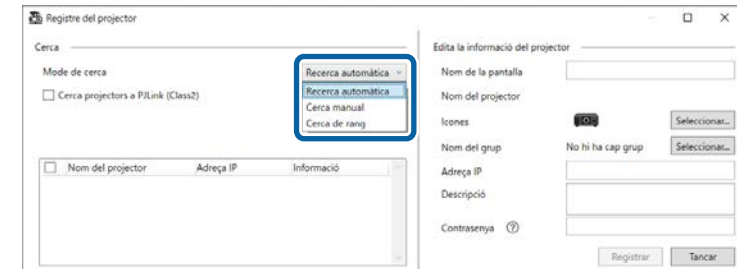 Registre del projector
Cerca
Mode de cerca
Recerca automàtica
Recerca automàtica
Cerca manual
Cerca de rang
Cerca projectors a PJLink (Class2)
Nom del projector Adreça IP Informació
Edita la informació del projector
Nom de la pantalla
Nom del projector
Icones Seleccionar...
Nom del grup No hi ha cap grup Seleccionar...
Adreça IP
Descripció
Contrasenya ?
Registrar Tancar